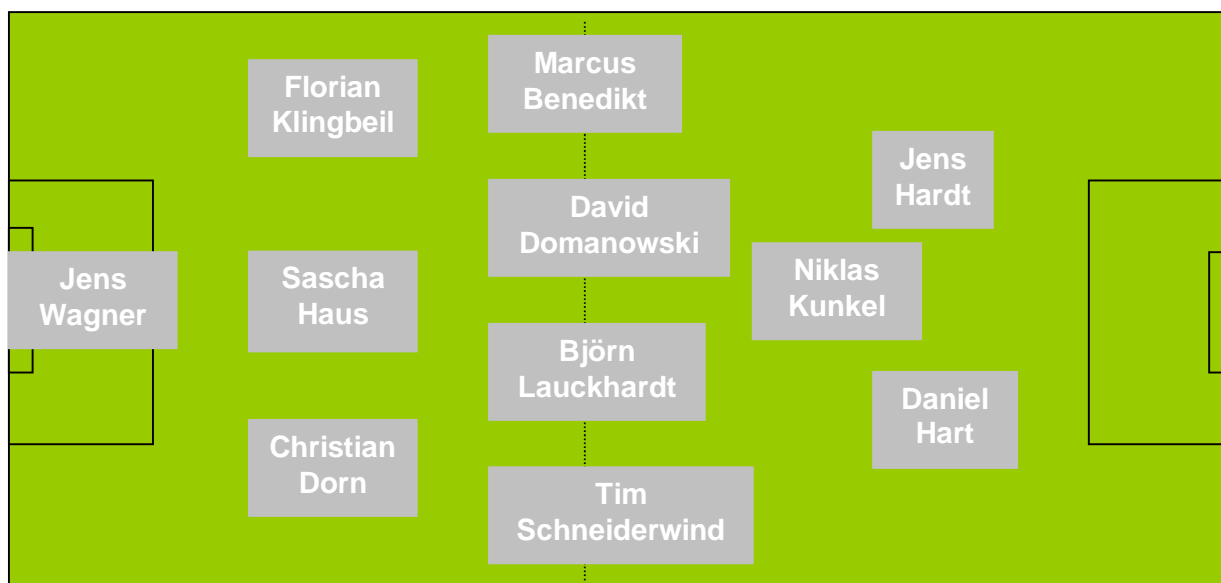 Florian
Klingbeil
Marcus
Benedikt
Jens
Hardt
David
Domanowski
Jens
Wagner
Sascha
Haus
Niklas
Kunkel
Björn
Lauckhardt
Daniel
Hart
Christian
Dorn
Tim
Schneiderwind